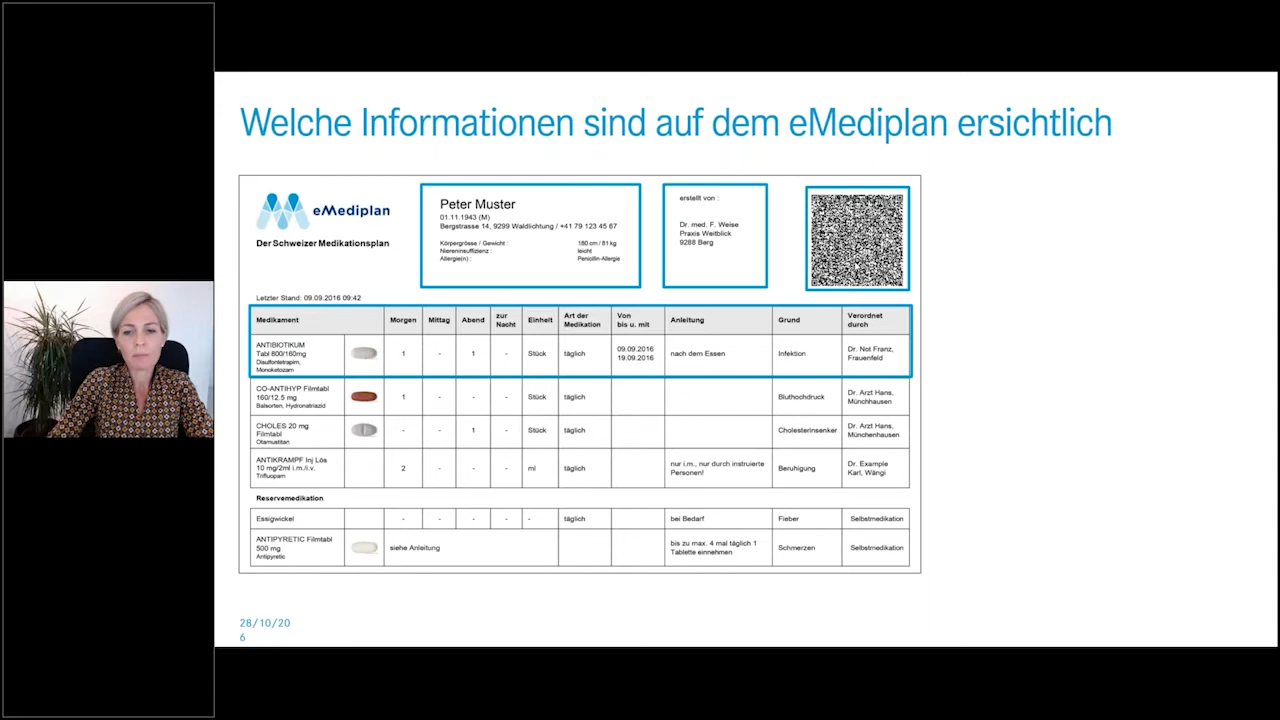 Welche Informationen sind auf dem eMediplan ersichtlich
eMediplan
Der Schweizer Medikationsplan
Peter Muster
01.11.1943 (M)
Bergstrasse 14, 9299 Waldlichtung / +41 79 123 45 67
Körpergrösse / Gewicht : 180 cm / 81 kg
Niereninsuffizienz : leicht
Allergie(n) : Penicillin-Allergie
erstellt von :
Dr. med. F. Weise
Praxis Weitblick
9288 Berg
Letzter Stand: 09.09.2016 09:42
Medikament Morgen Mittag Abend zur Nacht Einheit Art der Medikation Von bis u. mit Anleitung Grund Verordnet durch
ANTIBIOTIKUM Tabl 800/160mg Disulfontetrapim, Monoketozam 1 - 1 - Stück täglich 09.09.2016 19.09.2016 nach dem Essen Infektion Dr. Not Franz, Frauenfeld
CO-ANTIHYP Filmtabl 160/12.5 mg Balsorten, Hydronatriazid 1 - - - Stück täglich Bluthochdruck Dr. Arzt Hans, Münchhausen
CHOLES 20 mg Filmtabl Otamustitan - - 1 - Stück täglich Cholesterinsenker Dr. Arzt Hans, Münchenhausen
ANTIKRAMPF Inj Lös 10 mg/2ml i.m./i.v. Trifluopam 2 - - - ml täglich nur i.m., nur durch instruierte Personen! Beruhigung Dr. Example Karl, Wängi
Reservemedikation
Essigwickel - - - - - täglich bei Bedarf Fieber Selbstmedikation
ANTIPYRETIC Filmtabl 500 mg Antipyretic siehe Anleitung bis zu max. 4 mal täglich 1 Tablette einnehmen Schmerzen Selbstmedikation
28/10/20
6